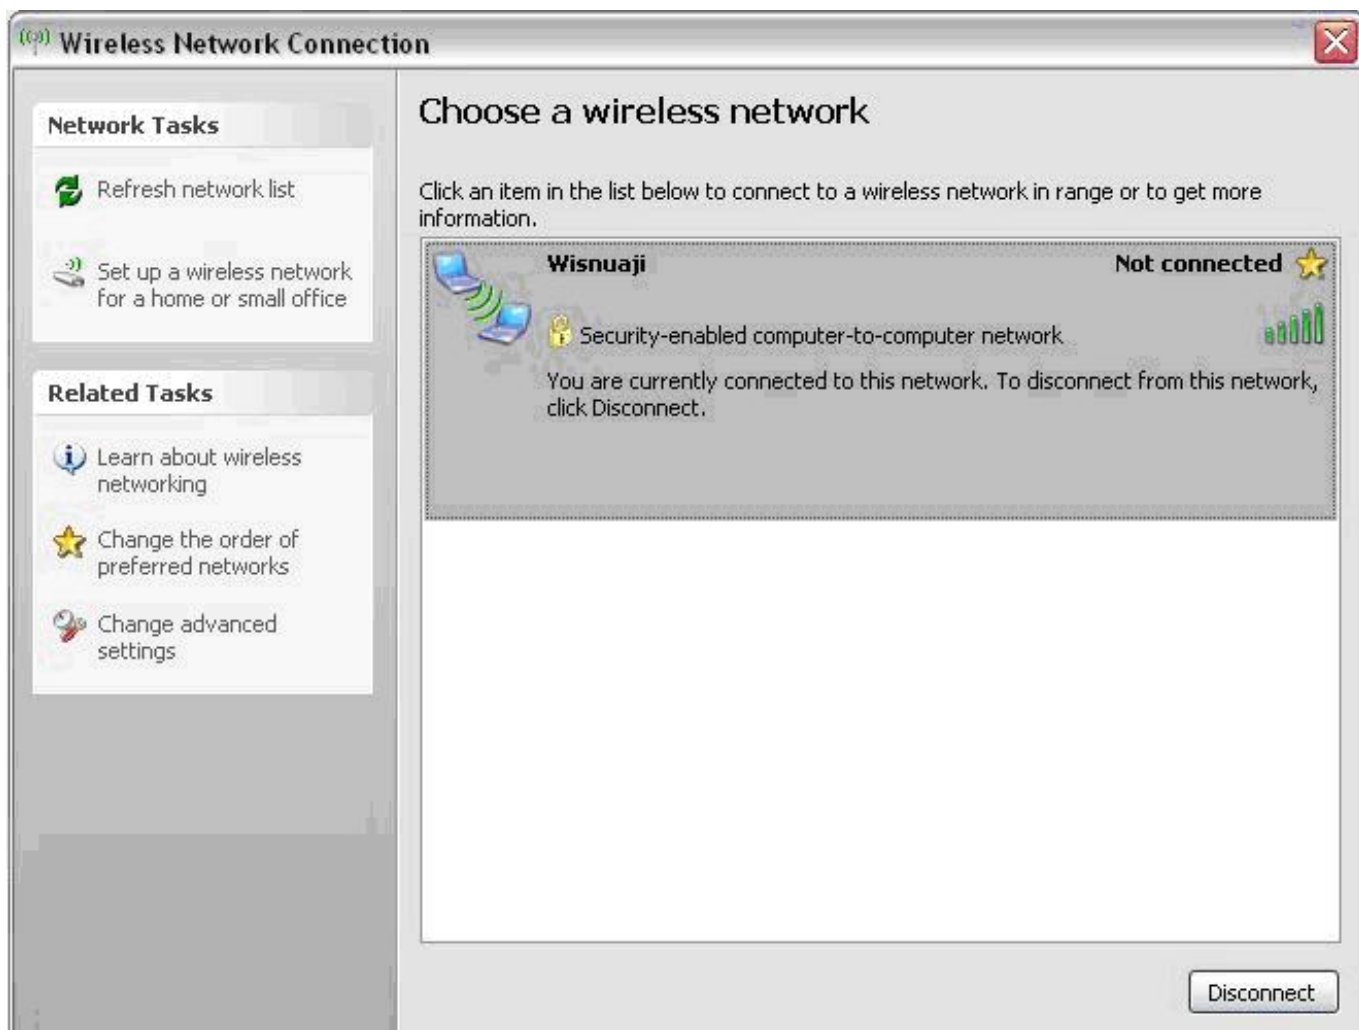 Wireless Network Connection
Network Tasks
Refresh network list
Set up a wireless network
for a home or small office
Related Tasks
Learn about wireless
networking
Change the order of
preferred networks
Change advanced
settings
Choose a wireless network
Click an item in the list below to connect to a wireless network in range or to get more
information.
Wisnuaji Not connected
Security-enabled computer-to-computer network
You are currently connected to this network. To disconnect from this network,
click Disconnect.
Disconnect